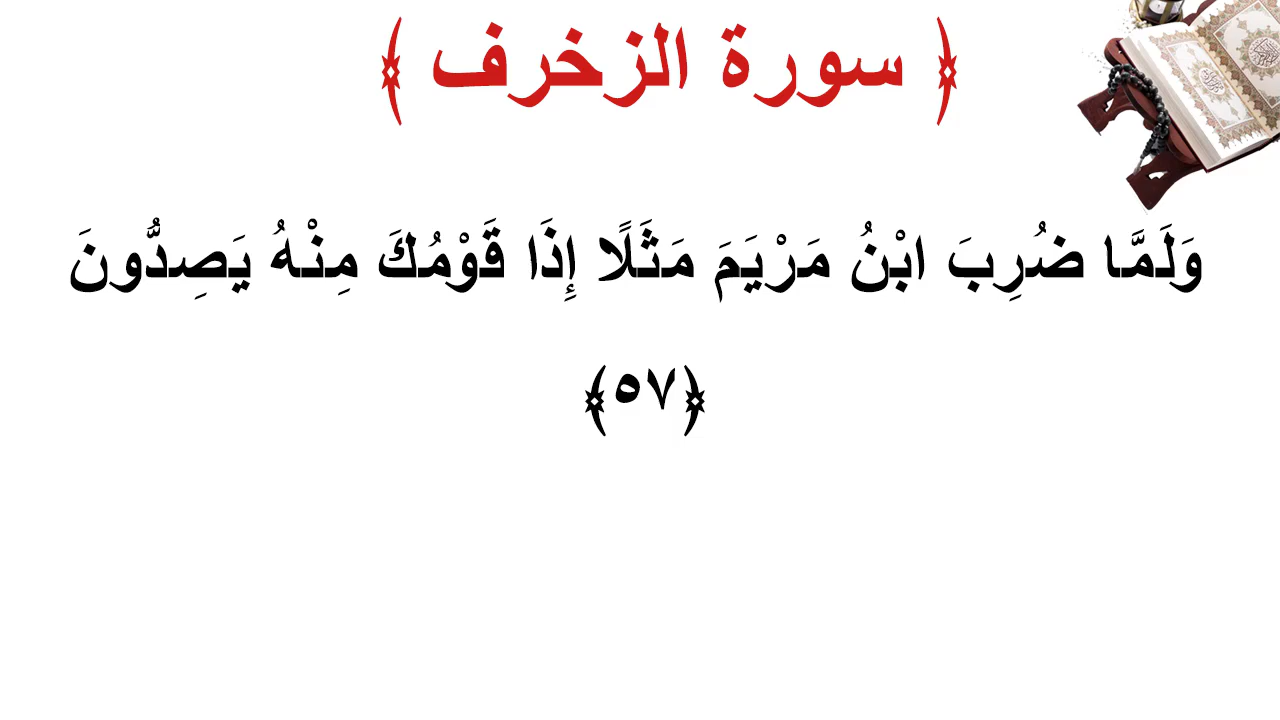 ﴿ سورة الزخرف ﴾
وَلَمَّا ضُرِبَ ابْنُ مَرْيَمَ مَثَلًا إِذَا قَوْمُكَ مِنْهُ يَصِدُّونَ
﴿٥٧﴾